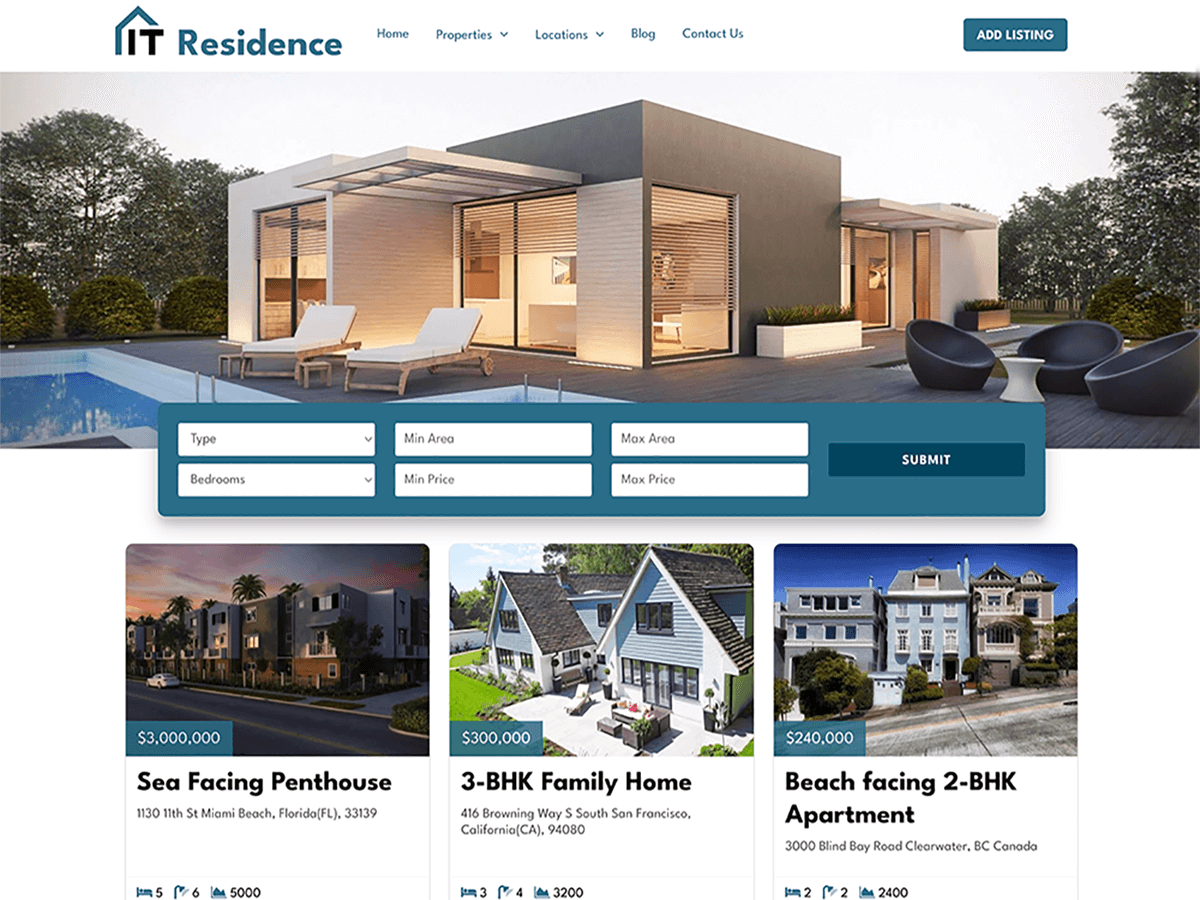 IT Residence
Home
Properties
Locations
Blog
Contact Us
ADD LISTING
Type
Min Area
Max Area
SUBMIT
Bedrooms
Min Price
Max Price
$3,000,000
$300,000
$240,000
Sea Facing Penthouse
1130 11th St Miami Beach, Florida(FL), 33139
5 6 5000
3-BHK Family Home
416 Browning Way S South San Francisco,
California(CA), 94080
3 4 3200
Beach facing 2-BHK
Apartment
3000 Blind Bay Road Clearwater, BC Canada
2 2 2400